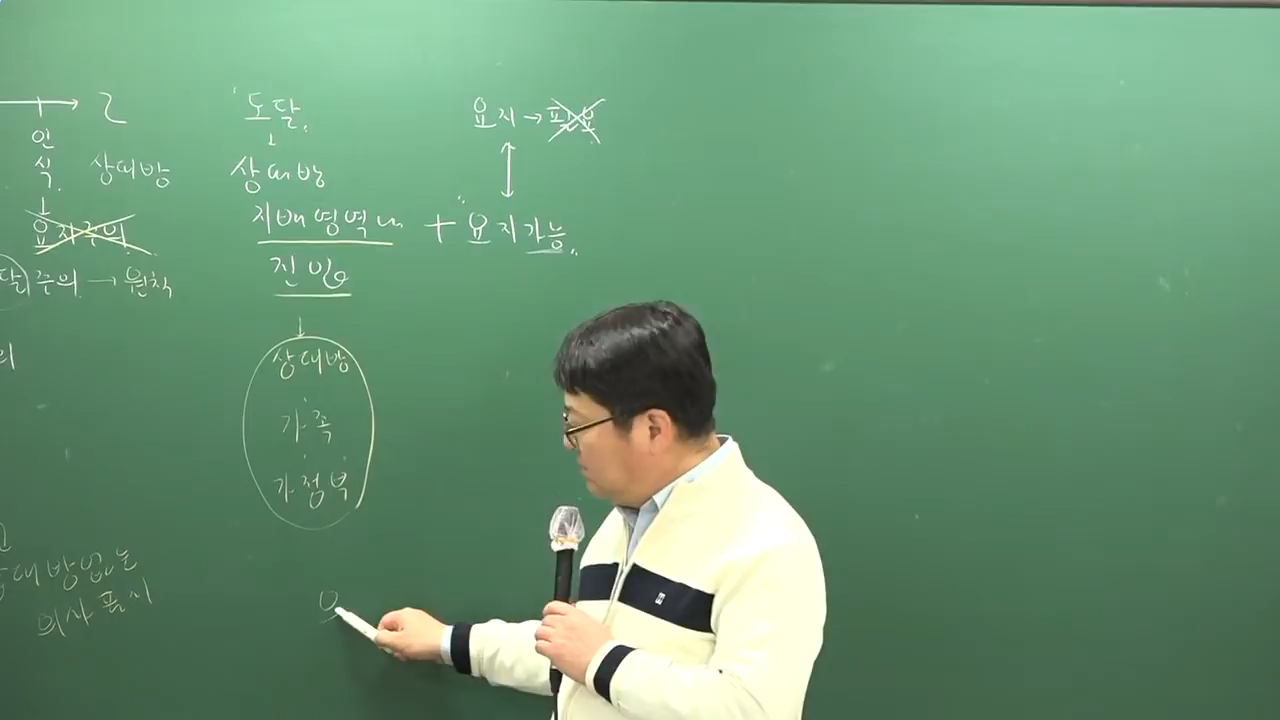 인
식.
상대방
요지주의
달주의 → 원칙
리
상대방없는
의사표시
도달.
↓
상대방
지배영역내 + 요지가능
진입
↓
상대방
가족
가정부
요지 → 필요